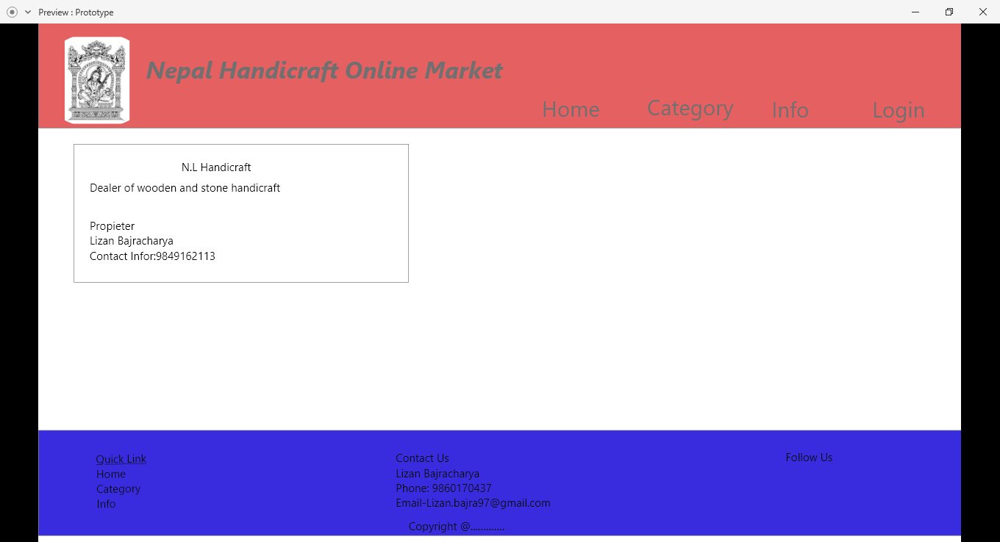 Preview : Prototype
Nepal Handicraft Online Market
Home Category Info Login
N.L Handicraft
Dealer of wooden and stone handicraft
Propieter
Lizan Bajracharya
Contact Infor:9849162113
Quick Link
Home
Category
Info
Contact Us
Lizan Bajracharya
Phone: 9860170437
Email-Lizan.bajra97@gmail.com
Copyright @.............
Follow Us